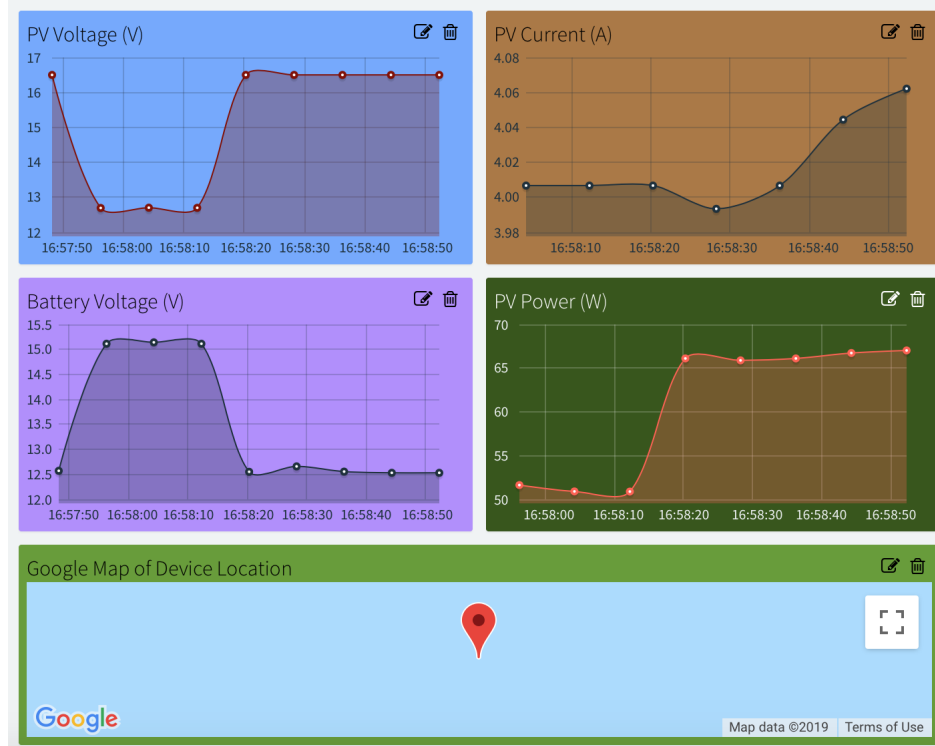 PV Voltage (V)
17
16
15
14
13
12
16:57:50 16:58:00 16:58:10 16:58:20 16:58:30 16:58:40 16:58:50
PV Current (A)
4.08
4.06
4.04
4.02
4.00
3.98
16:58:10 16:58:20 16:58:30 16:58:40 16:58:50
Battery Voltage (V)
15.5
15.0
14.5
14.0
13.5
13.0
12.5
12.0
16:57:50 16:58:00 16:58:10 16:58:20 16:58:30 16:58:40 16:58:50
PV Power (W)
70
65
60
55
50
16:58:00 16:58:10 16:58:20 16:58:30 16:58:40 16:58:50
Google Map of Device Location
Google
Map data ©2019 Terms of Use